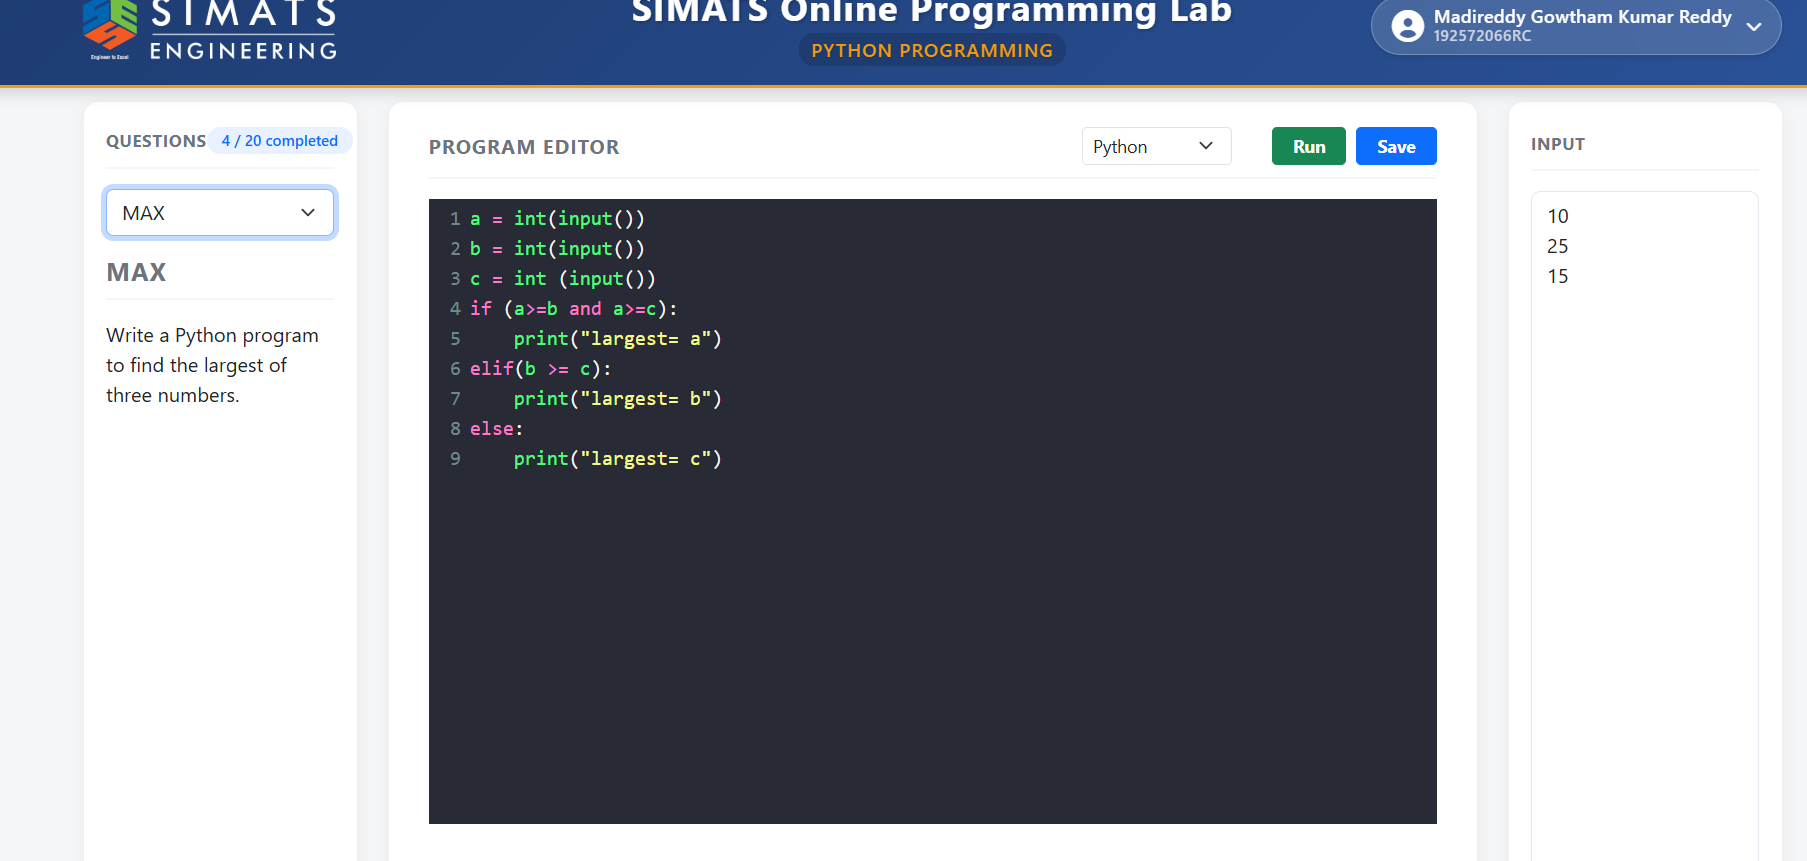 SIMATS
ENGINEERING
Engineer to Excel
SIMATS Online Programming Lab
PYTHON PROGRAMMING
Madireddy Gowtham Kumar Reddy
192572066RC
QUESTIONS 4 / 20 completed
MAX
MAX
Write a Python program
to find the largest of
three numbers.
PROGRAM EDITOR
Python
Run
Save
1 a = int(input())
2 b = int(input())
3 c = int (input())
4 if (a>=b and a>=c):
5     print("largest= a")
6 elif(b >= c):
7     print("largest= b")
8 else:
9     print("largest= c")
INPUT
10
25
15